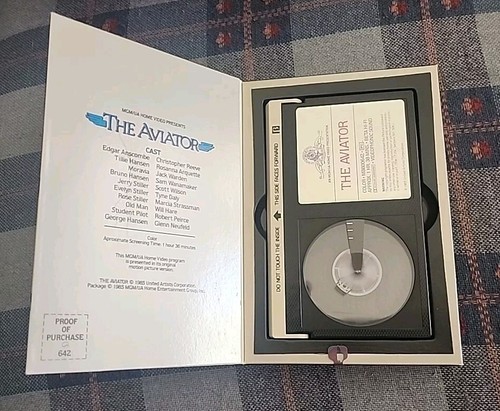 MGM/UA HOME VIDEO PRESENTS
THE AVIATOR
CAST
Edgar Anscombe Christopher Reeve
Tillie Hansen Rosanna Arquette
Moravia Jack Warden
Bruno Hansen Sam Wanamaker
Jerry Stiller Scott Wilson
Evelyn Stiller Tyne Daly
Rose Stiller Marcia Strassman
Old Man Will Hare
Student Pilot Robert Pierce
George Hansen Glenn Neufeld
Color
Approximate Screening Time: 1 hour 36 minutes
This MGM/UA Home Video program
is presented in its original
motion picture version.
THE AVIATOR © 1985 United Artists Corporation.
Package © 1985 MGM/UA Home Entertainment Group, Inc.
PROOF
OF
PURCHASE
642
DO NOT TOUCH THE INSIDE
THIS SIDE FACES FORWARD
THE AVIATOR